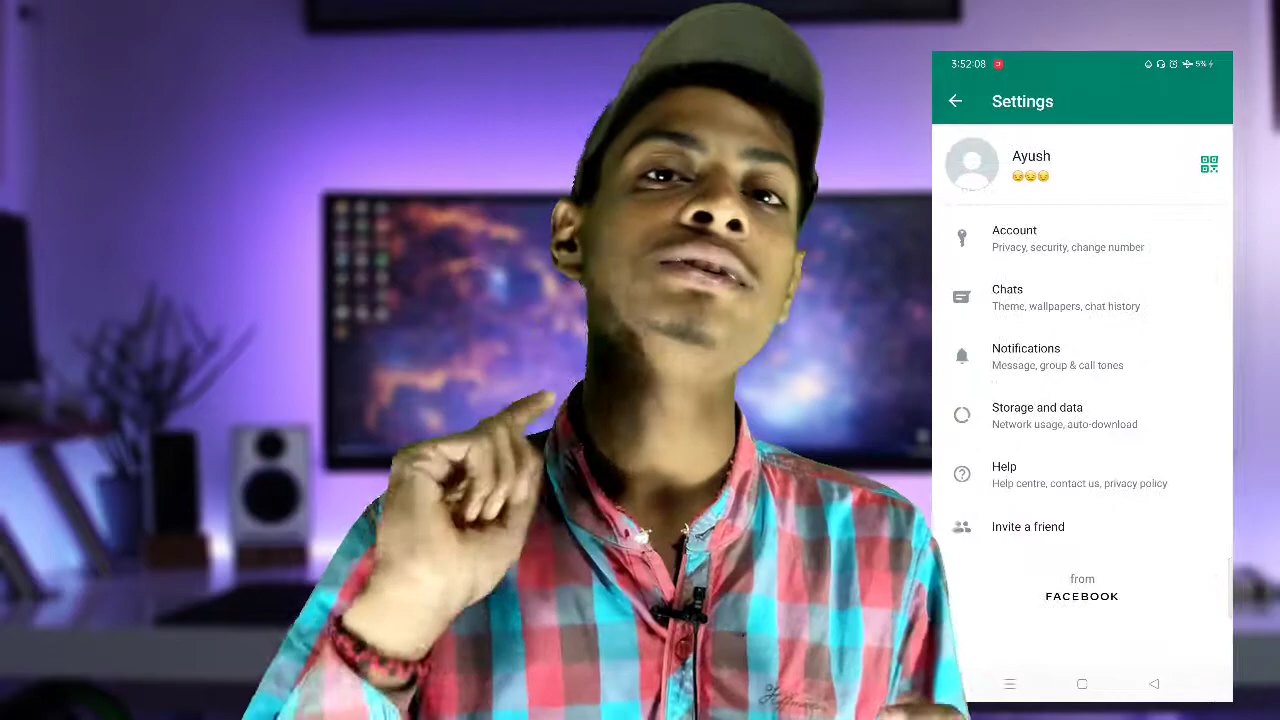 3:52:08
5%
Settings
Ayush
😔😔😔
Account
Privacy, security, change number
Chats
Theme, wallpapers, chat history
Notifications
Message, group & call tones
Storage and data
Network usage, auto-download
Help
Help centre, contact us, privacy policy
Invite a friend
from
FACEBOOK